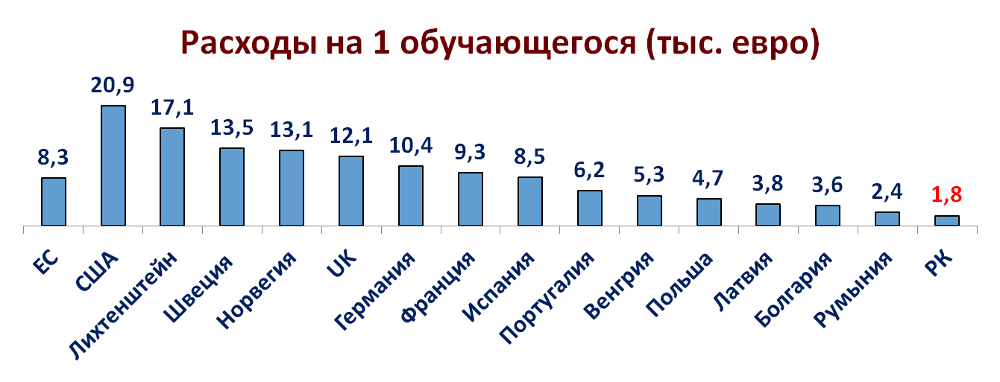 Расходы на 1 обучающегося (тыс. евро)
8,3
20,9
17,1
13,5
13,1
12,1
10,4
9,3
8,5
6,2
5,3
4,7
3,8
3,6
2,4
1,8
ЕС
США
Лихтенштейн
Швеция
Норвегия
UK
Германия
Франция
Испания
Португалия
Венгрия
Польша
Латвия
Болгария
Румыния
РК